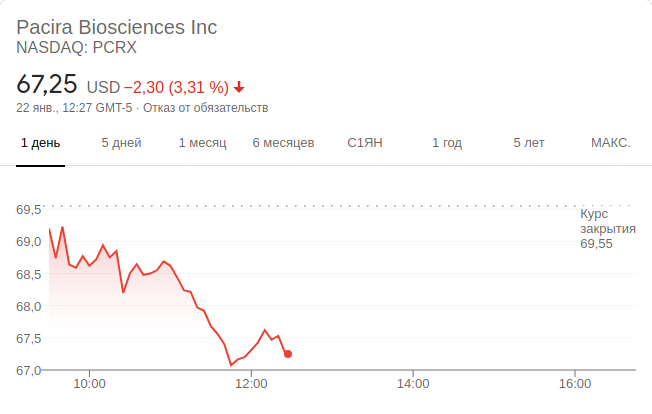 Pacira Biosciences Inc
NASDAQ: PCRX
67,25 USD −2,30 (3,31 %)
22 янв., 12:27 GMT-5 · Отказ от обязательств
1 день 5 дней 1 месяц 6 месяцев С1ЯН 1 год 5 лет МАКС.
69,5
Курс
закрытия
69,55
69,0
68,5
68,0
67,5
67,0
10:00 12:00 14:00 16:00